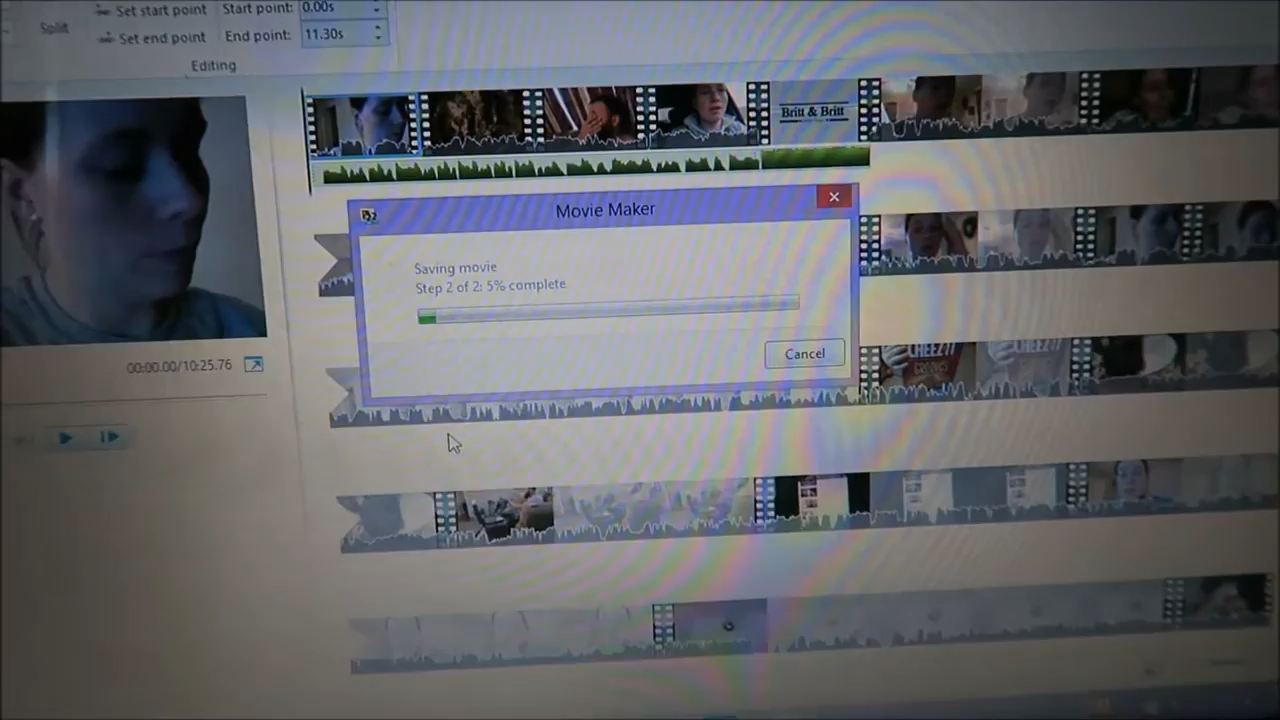 Set start point
Start point:
0.00s
Split
Set end point
End point:
11.30s
Editing
Britt & Britt
Movie Maker
Saving movie
Step 2 of 2: 5% complete
Cancel
00:00.00/10:25.76
CHEEZ-IT
GROOVES